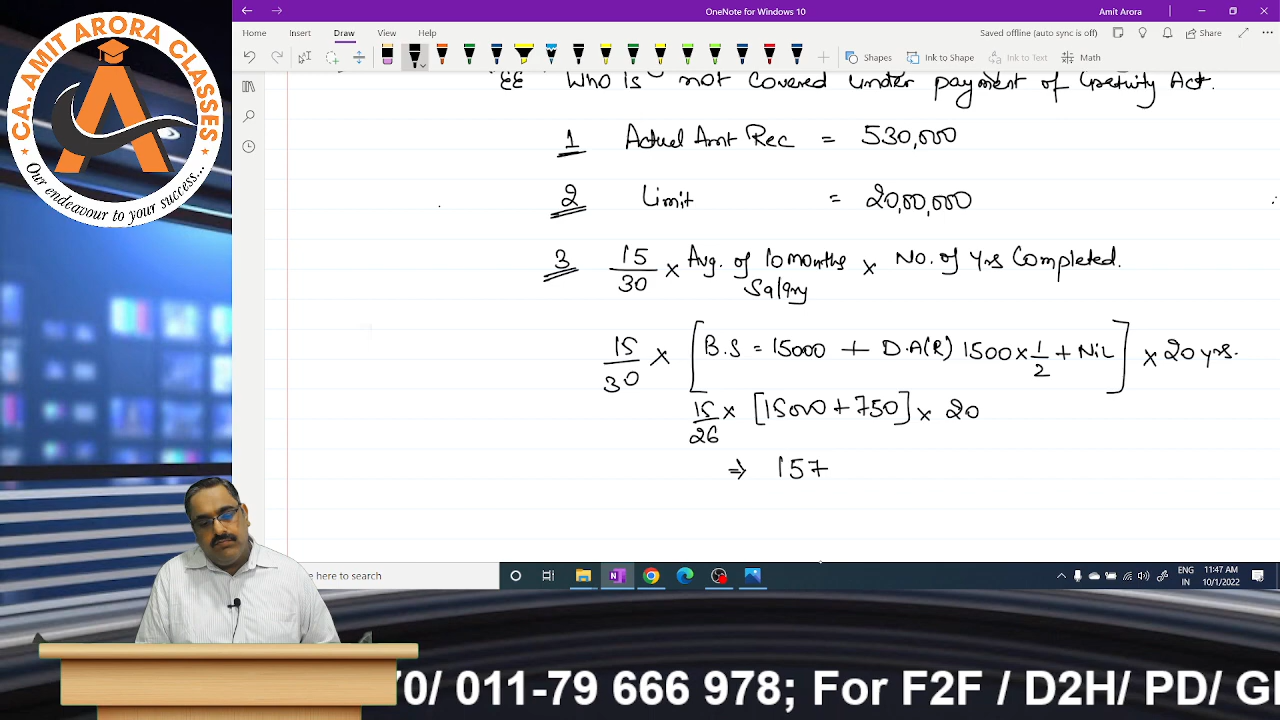 OneNote for Windows 10
Amit Arora
Home Insert Draw View Help
Saved offline (auto sync is off)
Share
Shapes
Ink to Shape
Ink to Text
Math
CA. AMIT ARORA CLASSES
Our endeavour to your success...
EE Who is not Covered under payment of Gratuity Act.
1 Actual Amt Rec = 530,000
2 Limit = 20,00,000
3 15/30 × Avg. of 10 months Salary × No. of Yrs Completed.
15/30 × [B.S = 15000 + D.A(R) 1500 × 1/2 + NiL] × 20 yrs.
15/26 × [15000 + 750] × 20
⇒ 157
here to search
ENG
IN
11:47 AM
10/1/2022
70/ 011-79 666 978; For F2F / D2H/ PD/ G